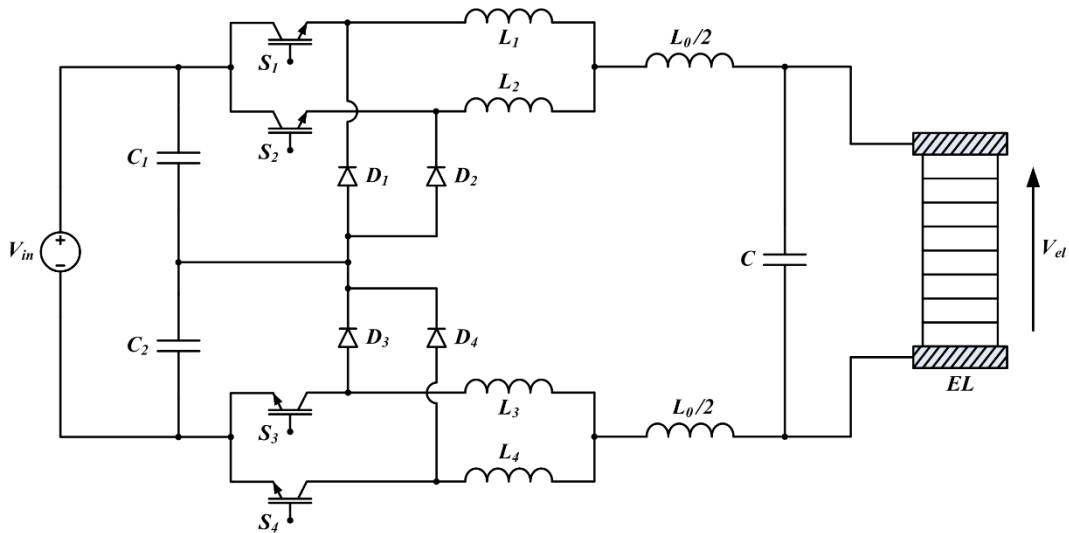 S1
L1
L0/2
L2
S2
C1
D1
D2
+
Vin
−
C
Vel
C2
D3
D4
EL
S3
L3
L0/2
L4
S4